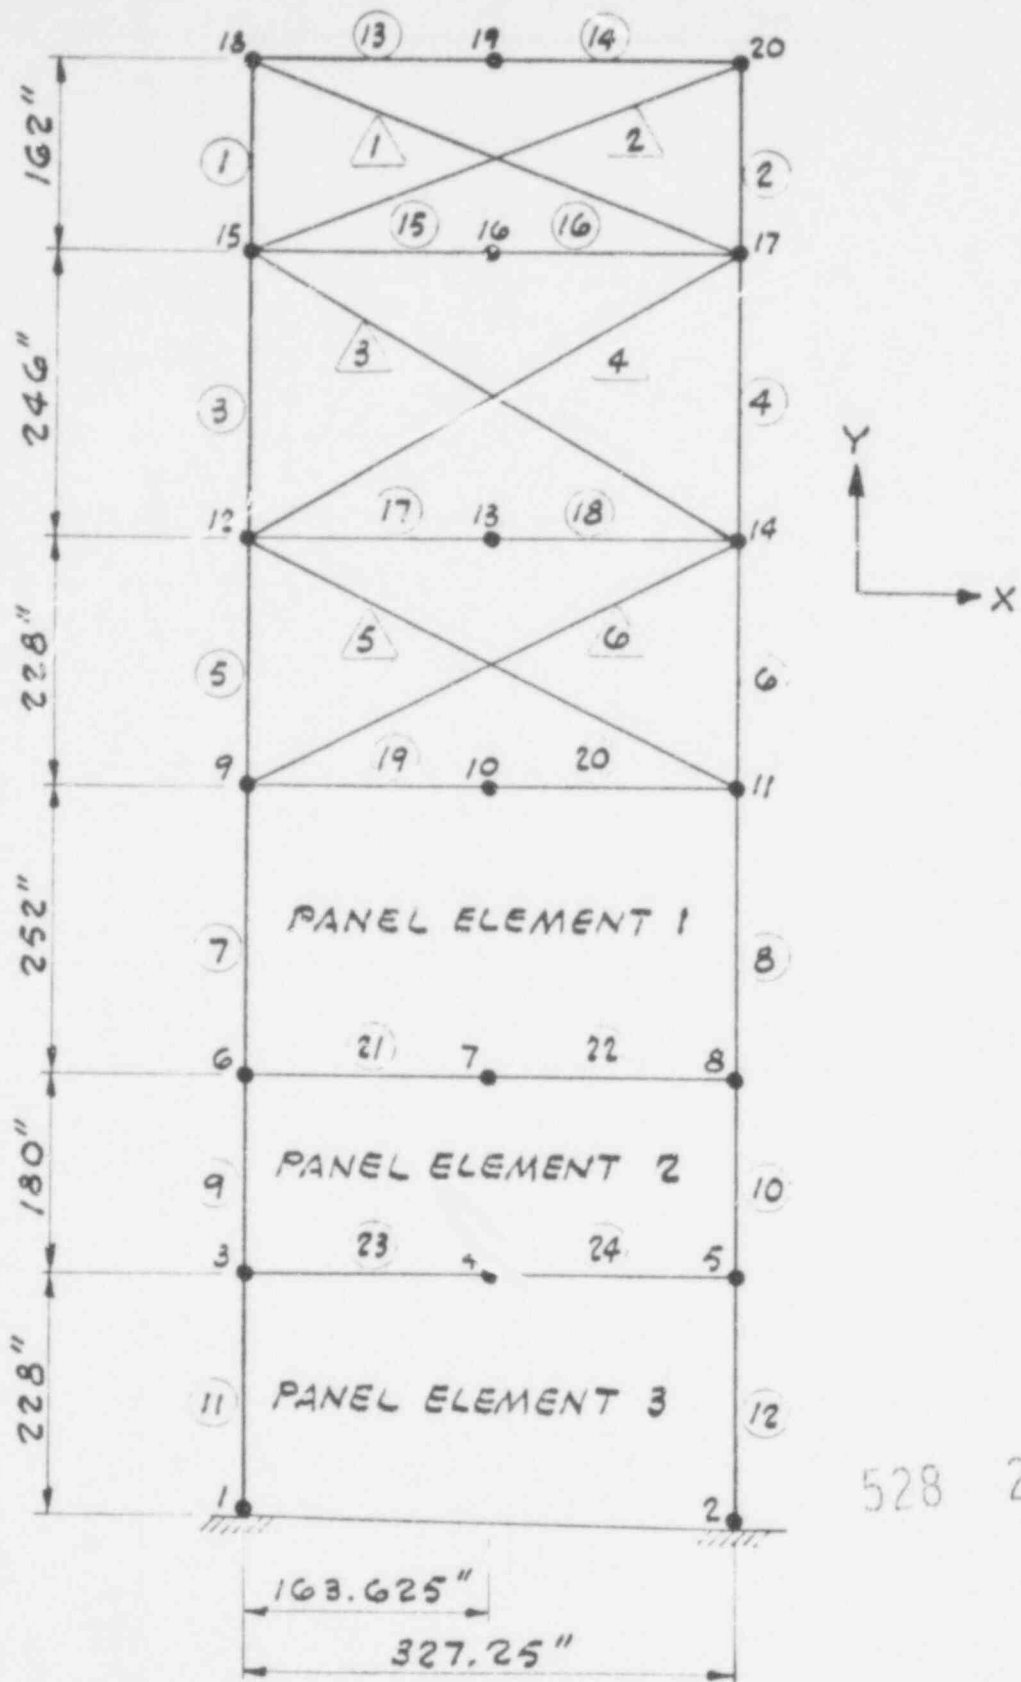 18 13 19 14 20
162"
1 1 2 2
15 15 16 16 17
246"
3 3 4 4
Y
X
12 17 13 18 14
228"
5 5 6 6
9 19 10 20 11
252"
7 PANEL ELEMENT 1 8
6 21 7 22 8
180"
9 PANEL ELEMENT 2 10
3 23 4 24 5
228"
11 PANEL ELEMENT 3 12
1 2
528 2
163.625"
327.25"